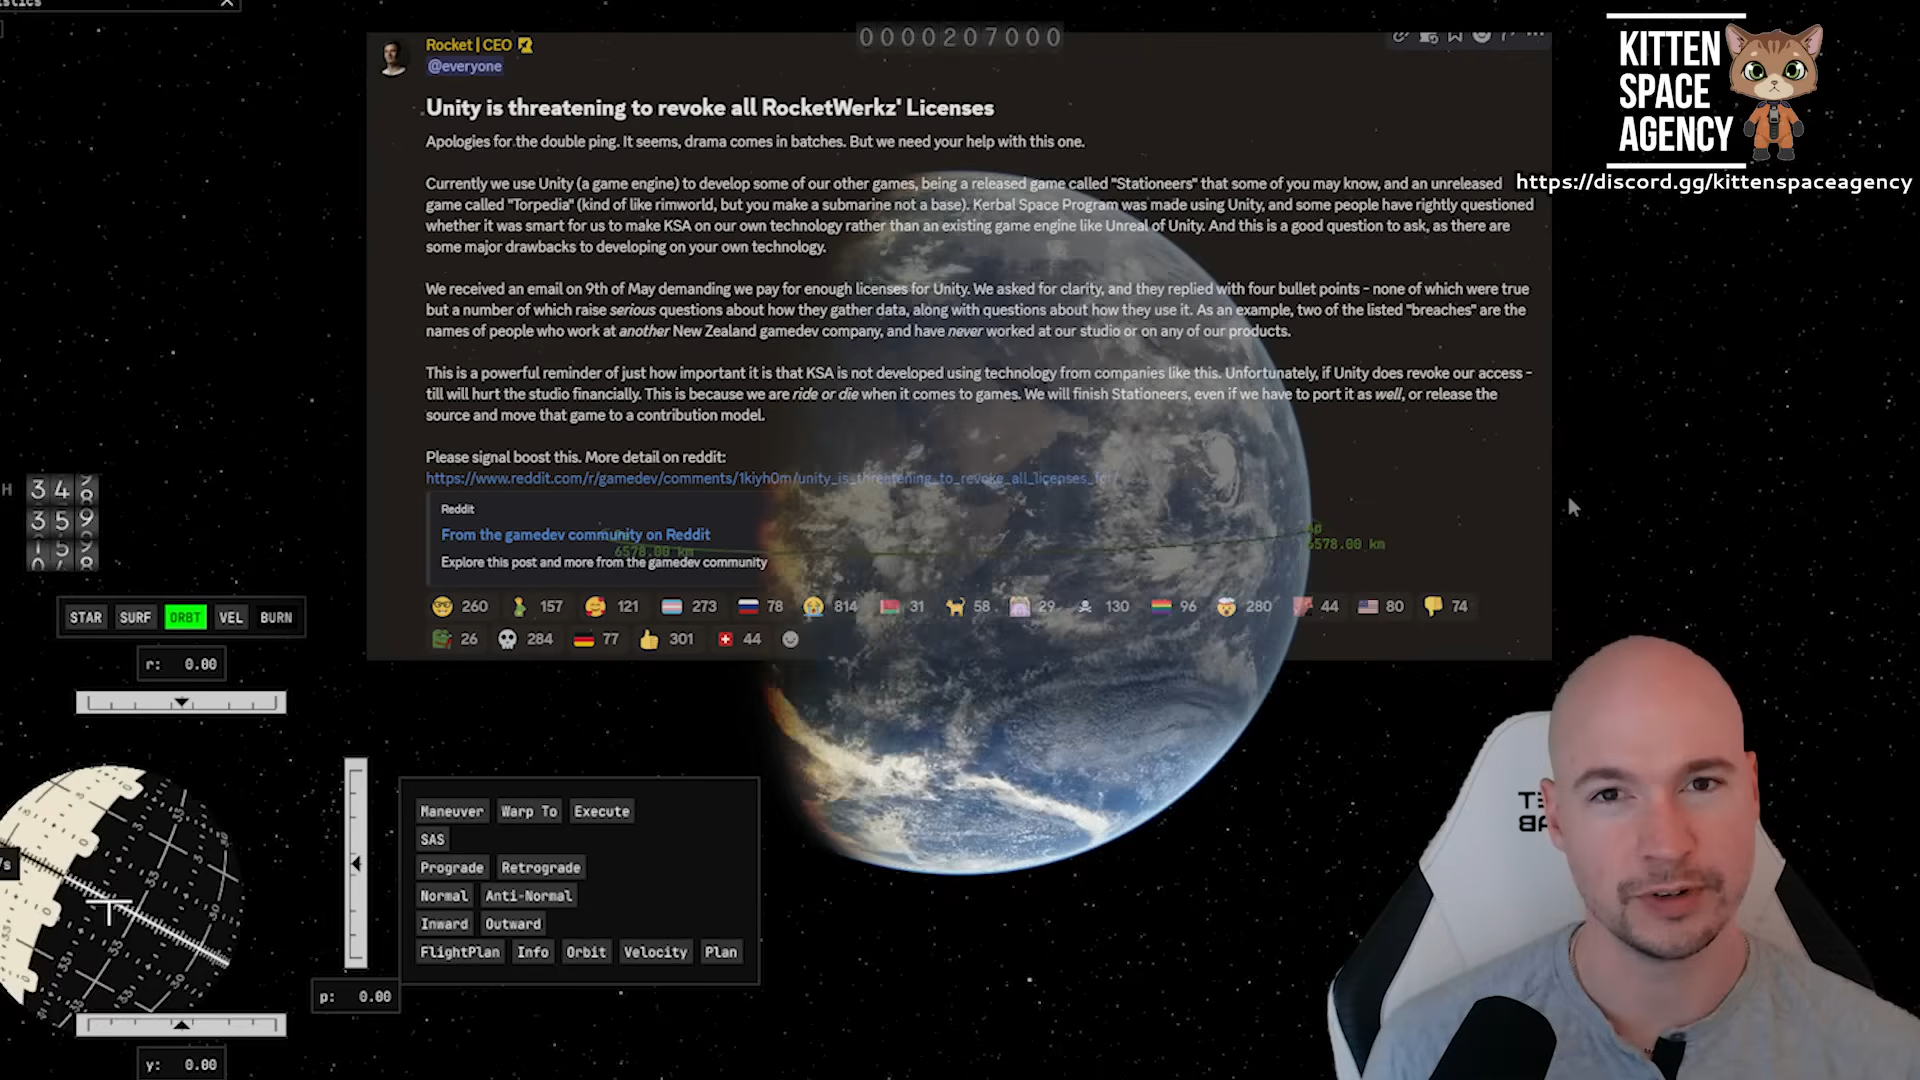 0000207000
Rocket | CEO
@everyone
Unity is threatening to revoke all RocketWerkz' Licenses
Apologies for the double ping. It seems, drama comes in batches. But we need your help with this one.
Currently we use Unity (a game engine) to develop some of our other games, being a released game called "Stationeers" that some of you may know, and an unreleased
game called "Torpedia" (kind of like rimworld, but you make a submarine not a base). Kerbal Space Program was made using Unity, and some people have rightly questioned
whether it was smart for us to make KSA on our own technology rather than an existing game engine like Unreal of Unity. And this is a good question to ask, as there are
some major drawbacks to developing on your own technology.
We received an email on 9th of May demanding we pay for enough licenses for Unity. We asked for clarity, and they replied with four bullet points - none of which were true
but a number of which raise serious questions about how they gather data, along with questions about how they use it. As an example, two of the listed "breaches" are the
names of people who work at another New Zealand gamedev company, and have never worked at our studio or on any of our products.
This is a powerful reminder of just how important it is that KSA is not developed using technology from companies like this. Unfortunately, if Unity does revoke our access -
till will hurt the studio financially. This is because we are ride or die when it comes to games. We will finish Stationeers, even if we have to port it as well, or release the
source and move that game to a contribution model.
Please signal boost this. More detail on reddit:
https://www.reddit.com/r/gamedev/comments/1kiyh0m/unity_is_threatening_to_revoke_all_licenses_for/
Reddit
From the gamedev community on Reddit
Explore this post and more from the gamedev community
260 157 121 273 78 814 31 58 29 130 96 280 44 80 74
26 284 77 301 44
KITTEN
SPACE
AGENCY
https://discord.gg/kittenspaceagency
6578.00 km
Ap
6578.00 km
H
STAR SURF ORBT VEL BURN
r: 0.00
p: 0.00
y: 0.00
Maneuver Warp To Execute
SAS
Prograde Retrograde
Normal Anti-Normal
Inward Outward
FlightPlan Info Orbit Velocity Plan